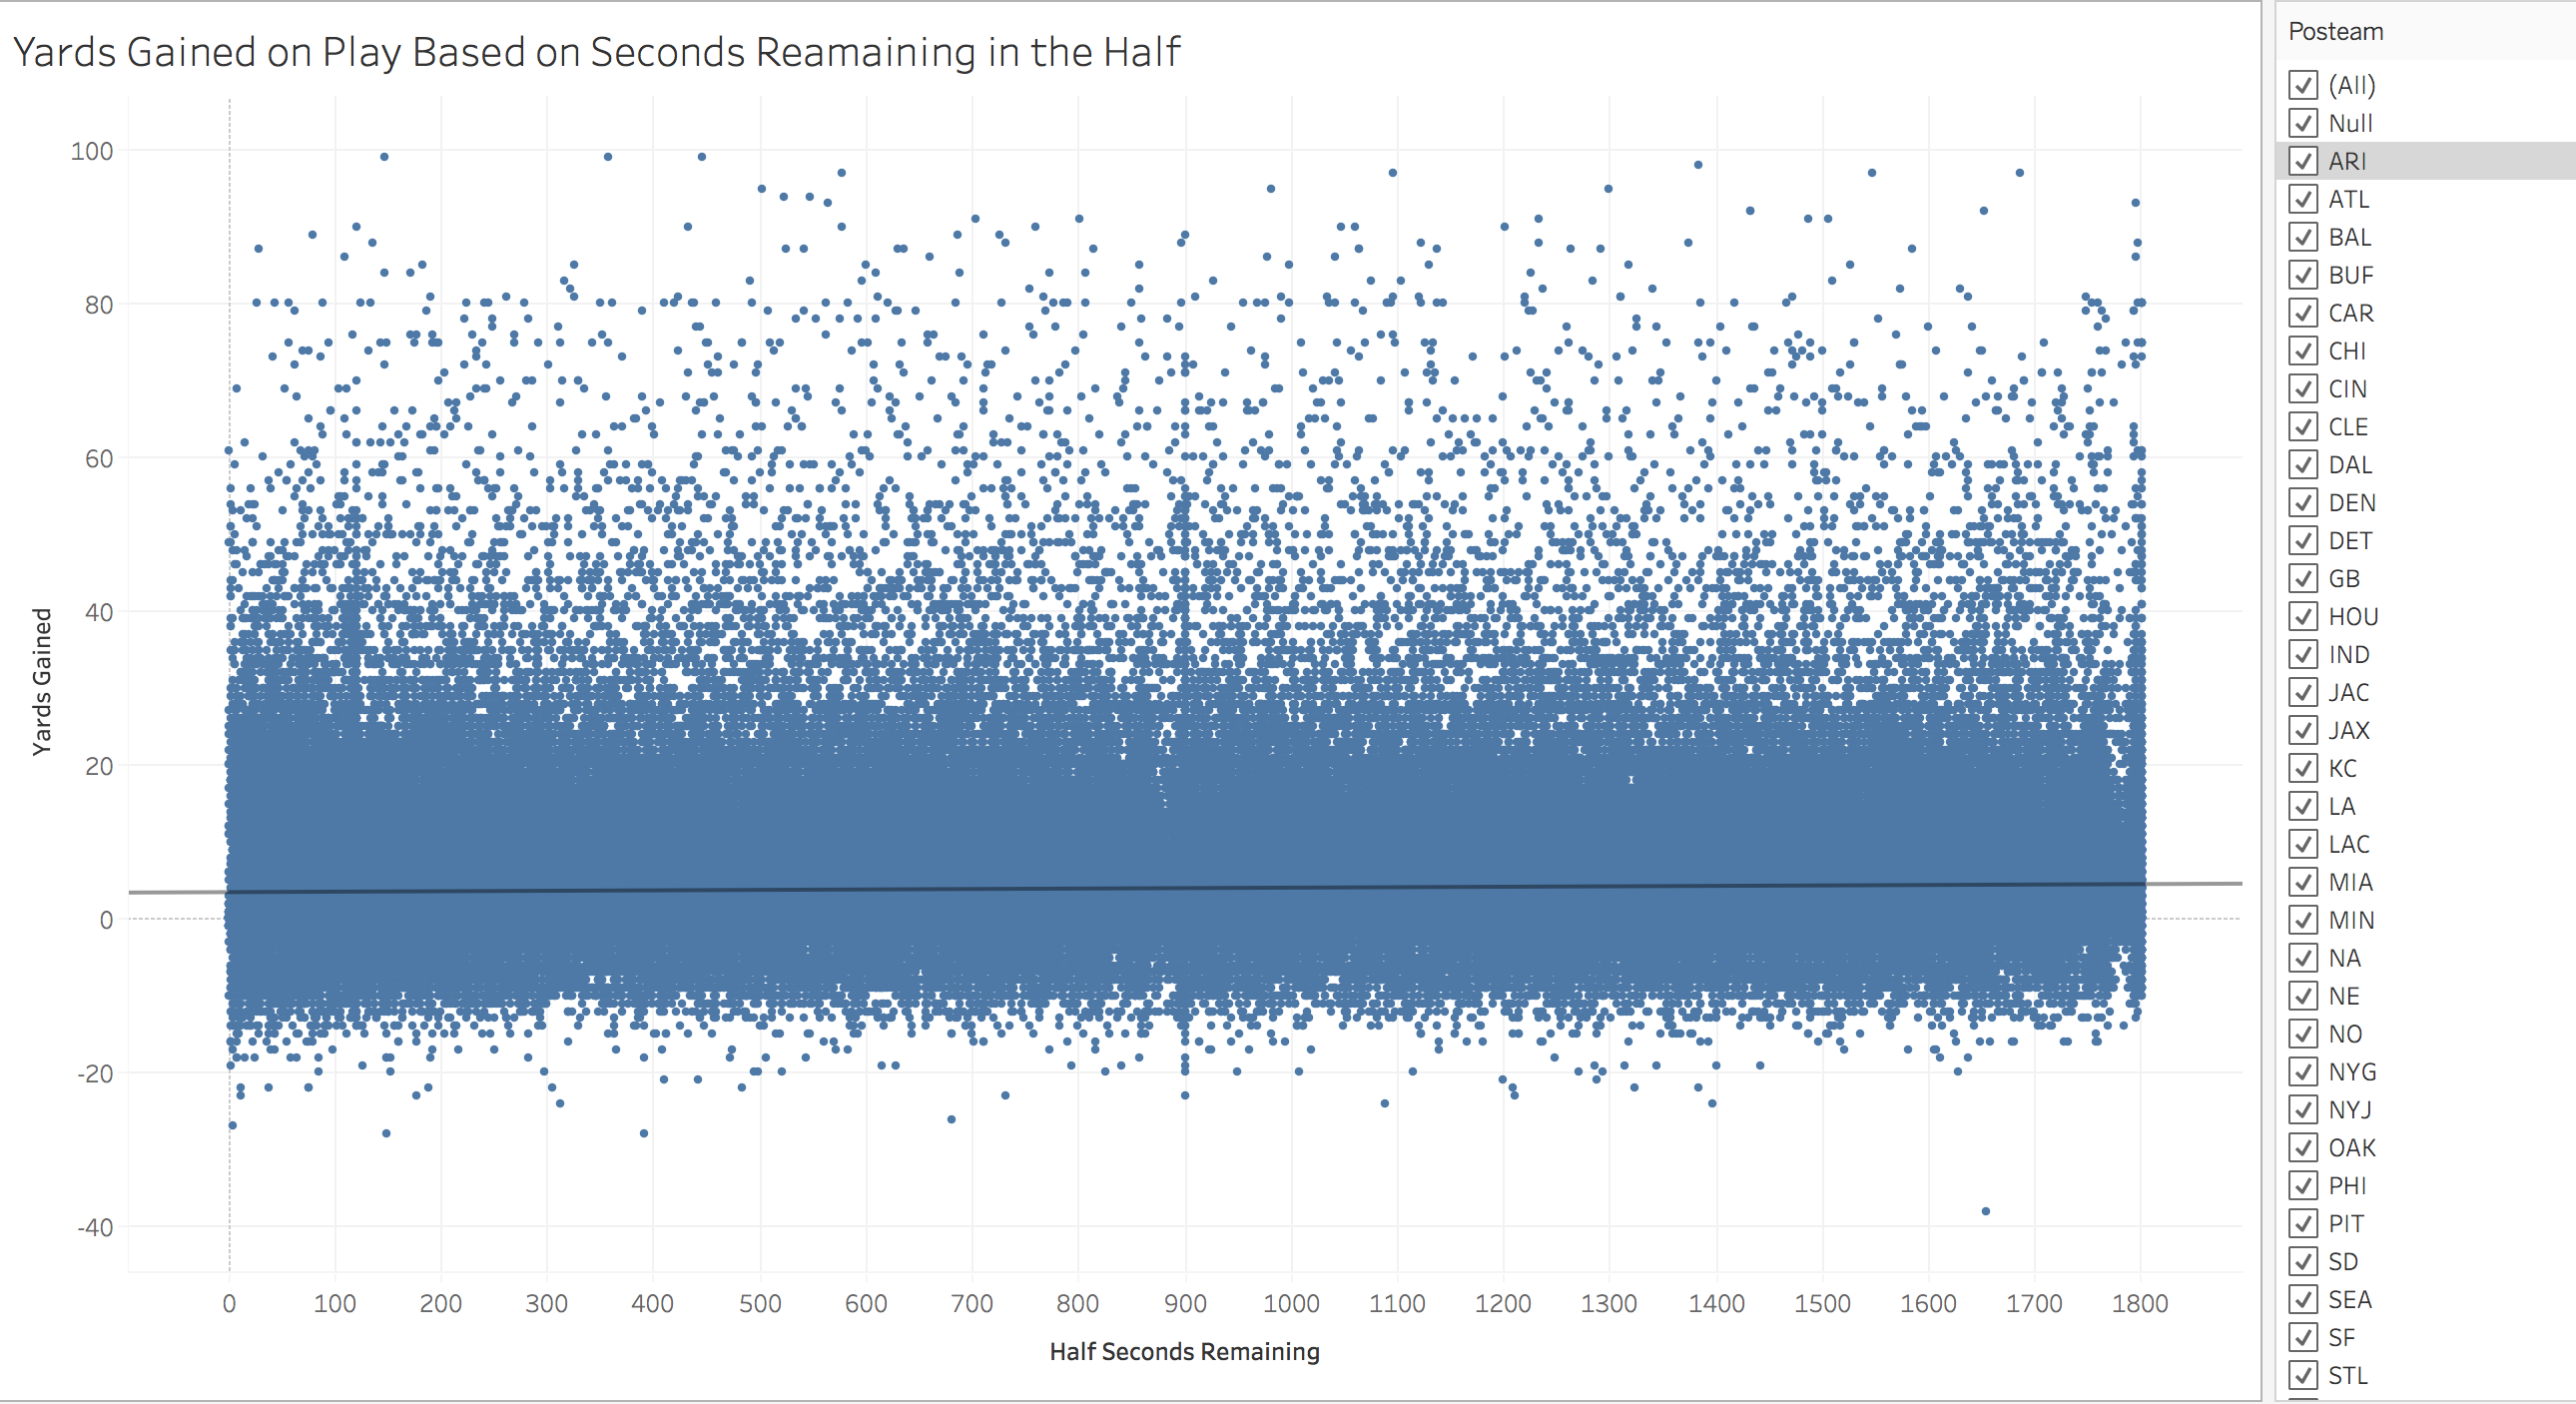 Yards Gained on Play Based on Seconds Reamaining in the Half
100
80
60
40
20
0
-20
-40
Yards Gained
0 100 200 300 400 500 600 700 800 900 1000 1100 1200 1300 1400 1500 1600 1700 1800
Half Seconds Remaining
Posteam
(All)
Null
ARI
ATL
BAL
BUF
CAR
CHI
CIN
CLE
DAL
DEN
DET
GB
HOU
IND
JAC
JAX
KC
LA
LAC
MIA
MIN
NA
NE
NO
NYG
NYJ
OAK
PHI
PIT
SD
SEA
SF
STL